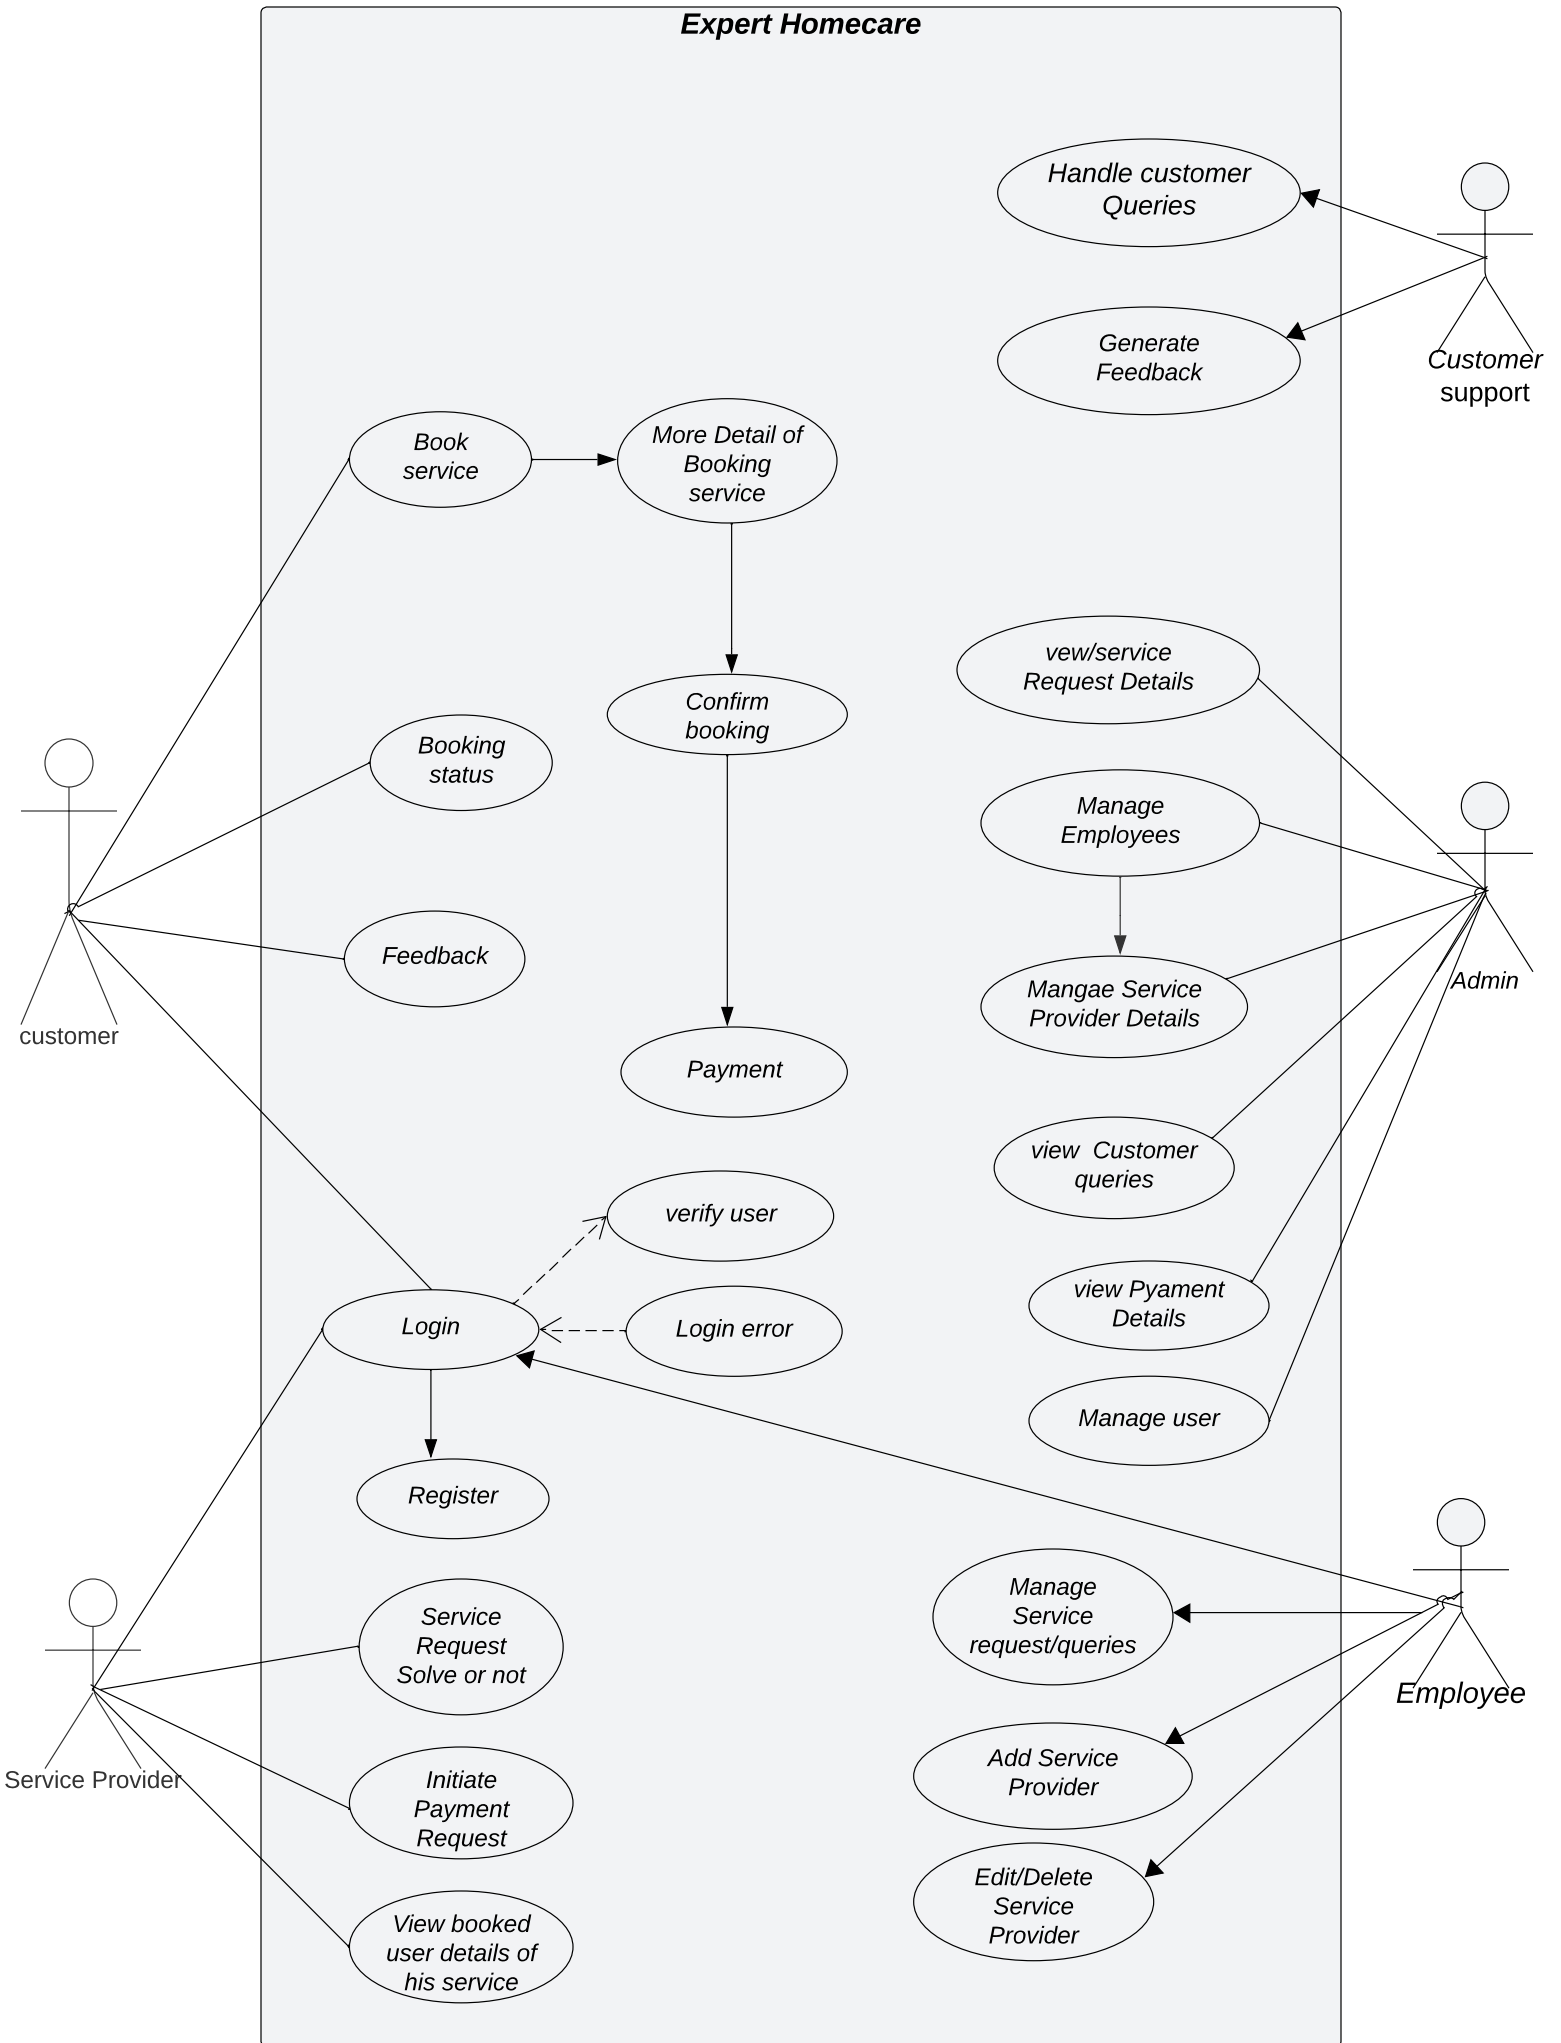 Expert Homecare
Handle customer
Queries
Generate
Feedback
Customer
support
Book
service
More Detail of
Booking
service
vew/service
Request Details
Confirm
booking
Booking
status
Manage
Employees
Feedback
customer
Admin
Mangae Service
Provider Details
Payment
view  Customer
queries
verify user
view Pyament
Details
Login
Login error
Manage user
Register
Service
Request
Solve or not
Manage
Service
request/queries
Employee
Service Provider
Initiate
Payment
Request
Add Service
Provider
Edit/Delete
Service
Provider
View booked
user details of
his service